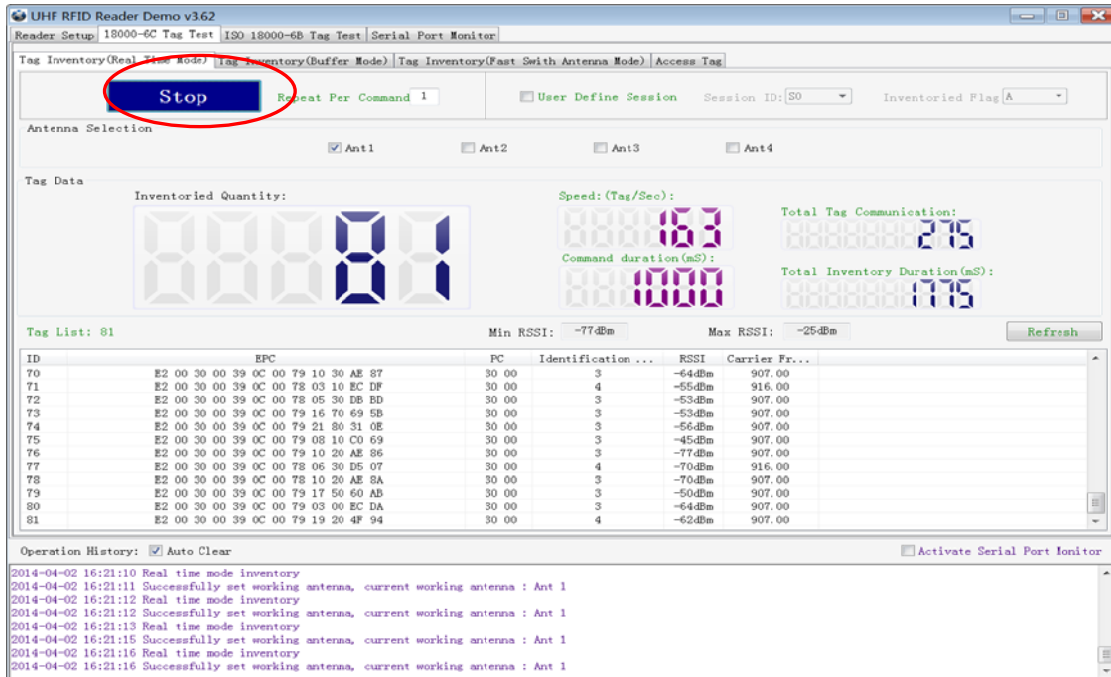 UHF RFID Reader Demo v3.62
Reader Setup 18000-6C Tag Test ISO 18000-6B Tag Test Serial Port Monitor
Tag Inventory(Real Time Mode) Tag Inventory(Buffer Mode) Tag Inventory(Fast Swith Antenna Mode) Access Tag
Stop Repeat Per Command 1 User Define Session Session ID: S0 Inventoried Flag A
Antenna Selection
Ant1 Ant2 Ant3 Ant4
Tag Data
Inventoried Quantity: Speed:(Tag/Sec): Total Tag Communication:
81 163 275
Command duration(mS): Total Inventory Duration(mS):
1000 1775
Tag List: 81 Min RSSI: -77dBm Max RSSI: -25dBm Refresh
ID EPC PC Identification ... RSSI Carrier Fr...
70 E2 00 30 00 39 0C 00 79 10 30 AE 87 30 00 3 -64dBm 907.00
71 E2 00 30 00 39 0C 00 78 03 10 EC DF 30 00 4 -55dBm 916.00
72 E2 00 30 00 39 0C 00 78 05 30 DB BD 30 00 3 -53dBm 907.00
73 E2 00 30 00 39 0C 00 79 16 70 69 5B 30 00 3 -53dBm 907.00
74 E2 00 30 00 39 0C 00 79 21 80 31 0E 30 00 3 -56dBm 907.00
75 E2 00 30 00 39 0C 00 79 08 10 C0 69 30 00 3 -45dBm 907.00
76 E2 00 30 00 39 0C 00 79 10 20 AE 86 30 00 3 -77dBm 907.00
77 E2 00 30 00 39 0C 00 78 06 30 D5 07 30 00 4 -70dBm 916.00
78 E2 00 30 00 39 0C 00 78 10 20 AE 8A 30 00 3 -70dBm 907.00
79 E2 00 30 00 39 0C 00 79 17 50 60 AB 30 00 3 -50dBm 907.00
80 E2 00 30 00 39 0C 00 79 03 00 EC DA 30 00 3 -64dBm 907.00
81 E2 00 30 00 39 0C 00 79 19 20 4F 94 30 00 4 -62dBm 907.00
Operation History: Auto Clear Activate Serial Port Monitor
2014-04-02 16:21:10 Real time mode inventory
2014-04-02 16:21:11 Successfully set working antenna, current working antenna : Ant 1
2014-04-02 16:21:12 Real time mode inventory
2014-04-02 16:21:12 Successfully set working antenna, current working antenna : Ant 1
2014-04-02 16:21:13 Real time mode inventory
2014-04-02 16:21:15 Successfully set working antenna, current working antenna : Ant 1
2014-04-02 16:21:16 Real time mode inventory
2014-04-02 16:21:16 Successfully set working antenna, current working antenna : Ant 1